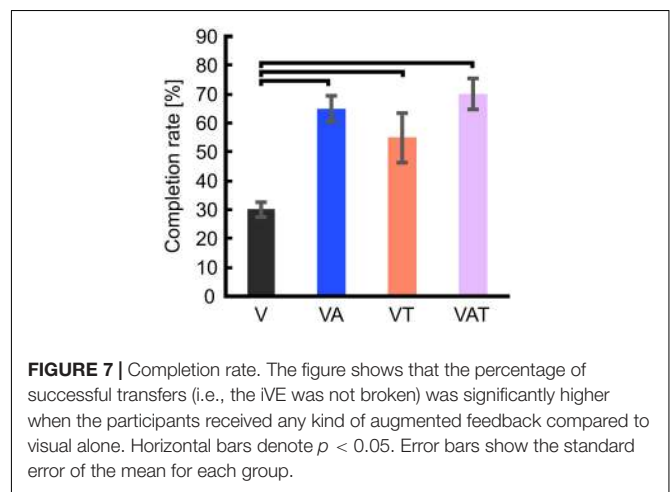 90
80
70
60
50
40
30
20
10
0
Completion rate [%]
V VA VT VAT
FIGURE 7 | Completion rate. The figure shows that the percentage of
successful transfers (i.e., the iVE was not broken) was significantly higher
when the participants received any kind of augmented feedback compared to
visual alone. Horizontal bars denote p < 0.05. Error bars show the standard
error of the mean for each group.